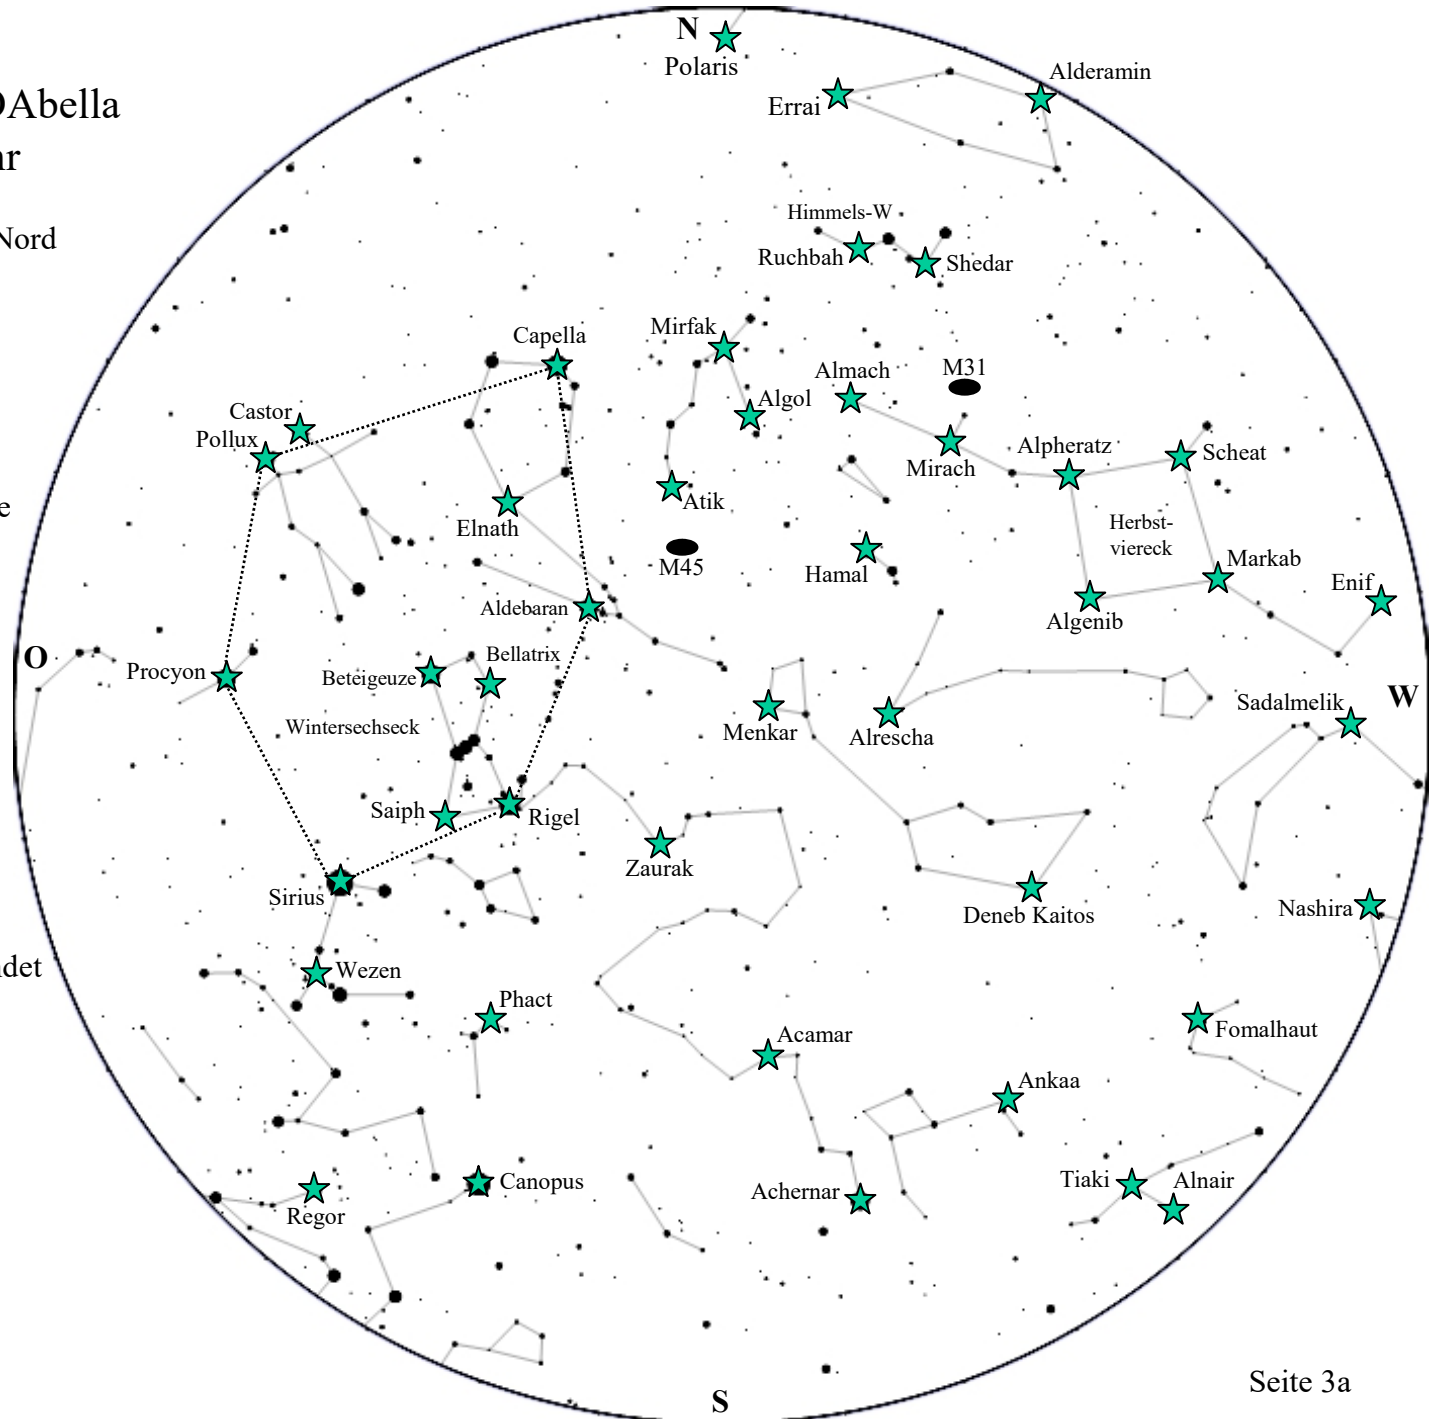 N
Polaris
Alderamin
Errai
Abella
Nord
Himmels-W
Ruchbah
Shedar
Capella
Mirfak
Almach
M31
Castor
Algol
Pollux
Alpheratz
Scheat
Mirach
Atik
Elnath
Herbst-
viereck
M45
Hamal
Markab
Enif
Aldebaran
Algenib
O
Procyon
Beteigeuze
Bellatrix
W
Sadalmelik
Wintersechseck
Menkar
Alrescha
Saiph
Rigel
Zaurak
Sirius
Deneb Kaitos
Nashira
Wezen
Phact
Acamar
Fomalhaut
Ankaa
Canopus
Achernar
Tiaki
Alnair
Regor
Seite 3a
S